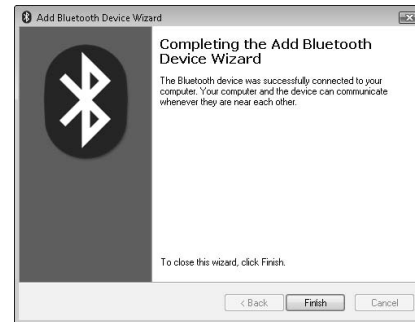 Add Bluetooth Device Wizard
Completing the Add Bluetooth
Device Wizard
The Bluetooth device was successfully connected to your
computer. Your computer and the device can communicate
whenever they are near each other.
To close this wizard, click Finish.
< Back
Finish
Cancel